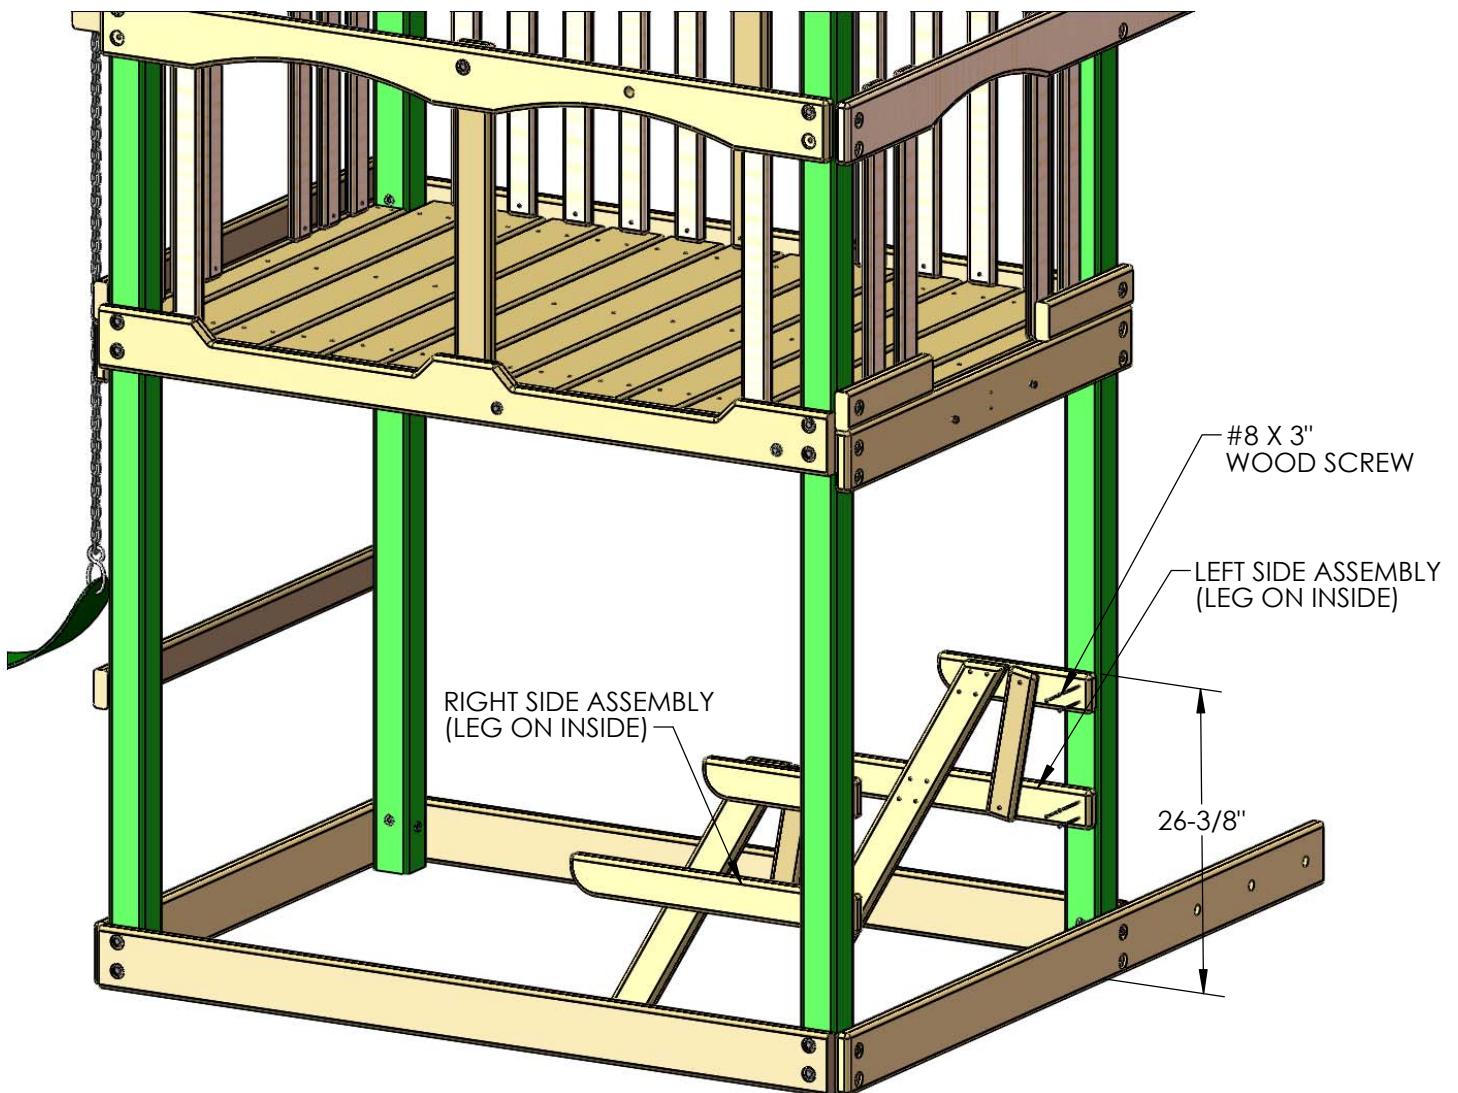 #8 X 3"
WOOD SCREW
LEFT SIDE ASSEMBLY
(LEG ON INSIDE)
RIGHT SIDE ASSEMBLY
(LEG ON INSIDE)
26-3/8"